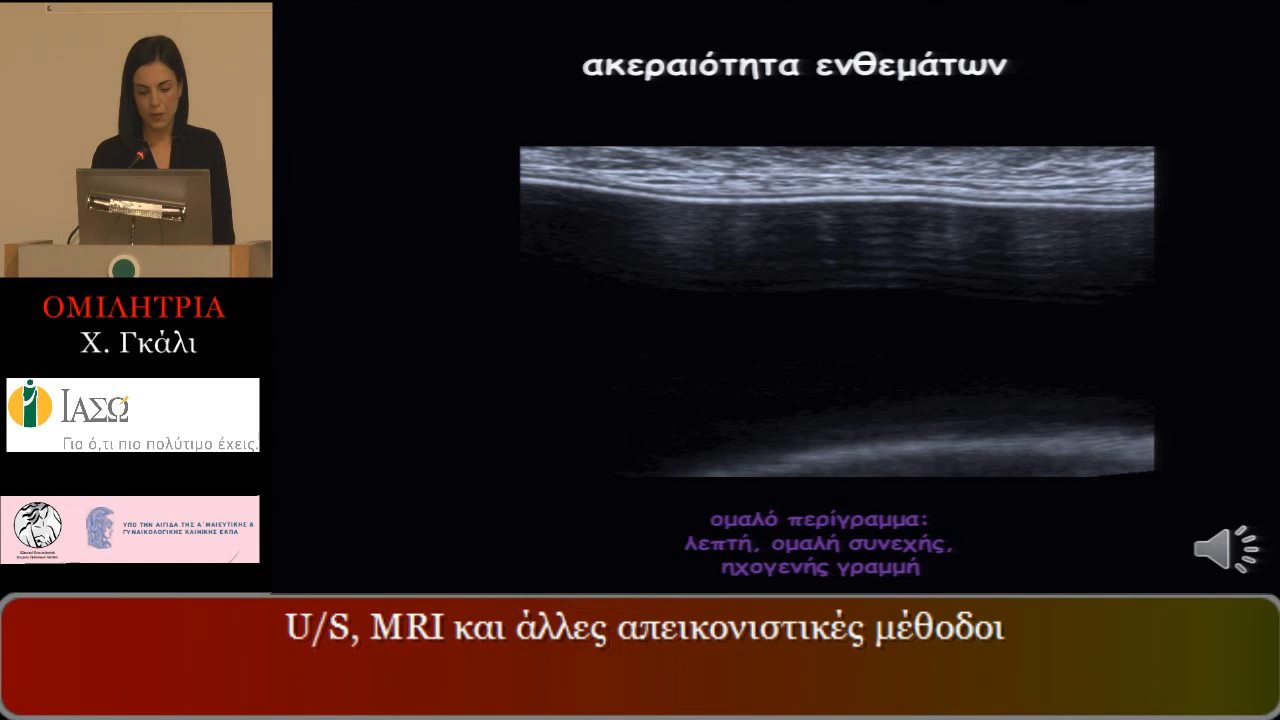 ακεραιότητα ενθεμάτων
ΟΜΙΛΗΤΡΙΑ
Χ. Γκάλι
ΙΑΣΩ
Για ό,τι πιο πολύτιμο έχεις.
ΥΠΟ ΤΗΝ ΑΙΓΙΔΑ ΤΗΣ Α΄ ΜΑΙΕΥΤΙΚΗΣ &
ΓΥΝΑΙΚΟΛΟΓΙΚΗΣ ΚΛΙΝΙΚΗΣ ΕΚΠΑ
ομαλό περίγραμμα:
λεπτή, ομαλή συνεχής,
ηχογενής γραμμή
U/S, MRI και άλλες απεικονιστικές μέθοδοι